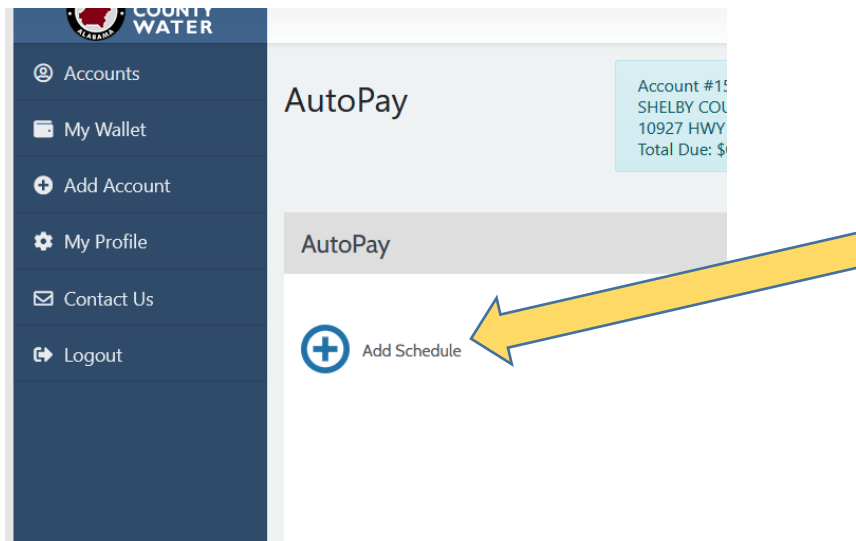 COUNTY
WATER
ALABAMA
Accounts
My Wallet
Add Account
My Profile
Contact Us
Logout
AutoPay
Account #15
SHELBY COU
10927 HWY
Total Due: $
AutoPay
Add Schedule